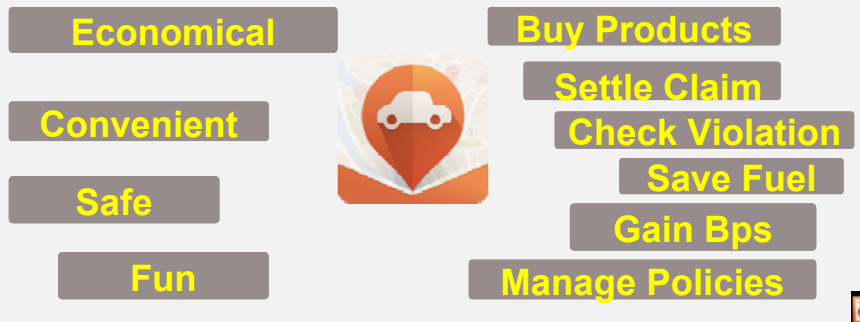 Economical
Convenient
Safe
Fun
Buy Products
Settle Claim
Check Violation
Save Fuel
Gain Bps
Manage Policies